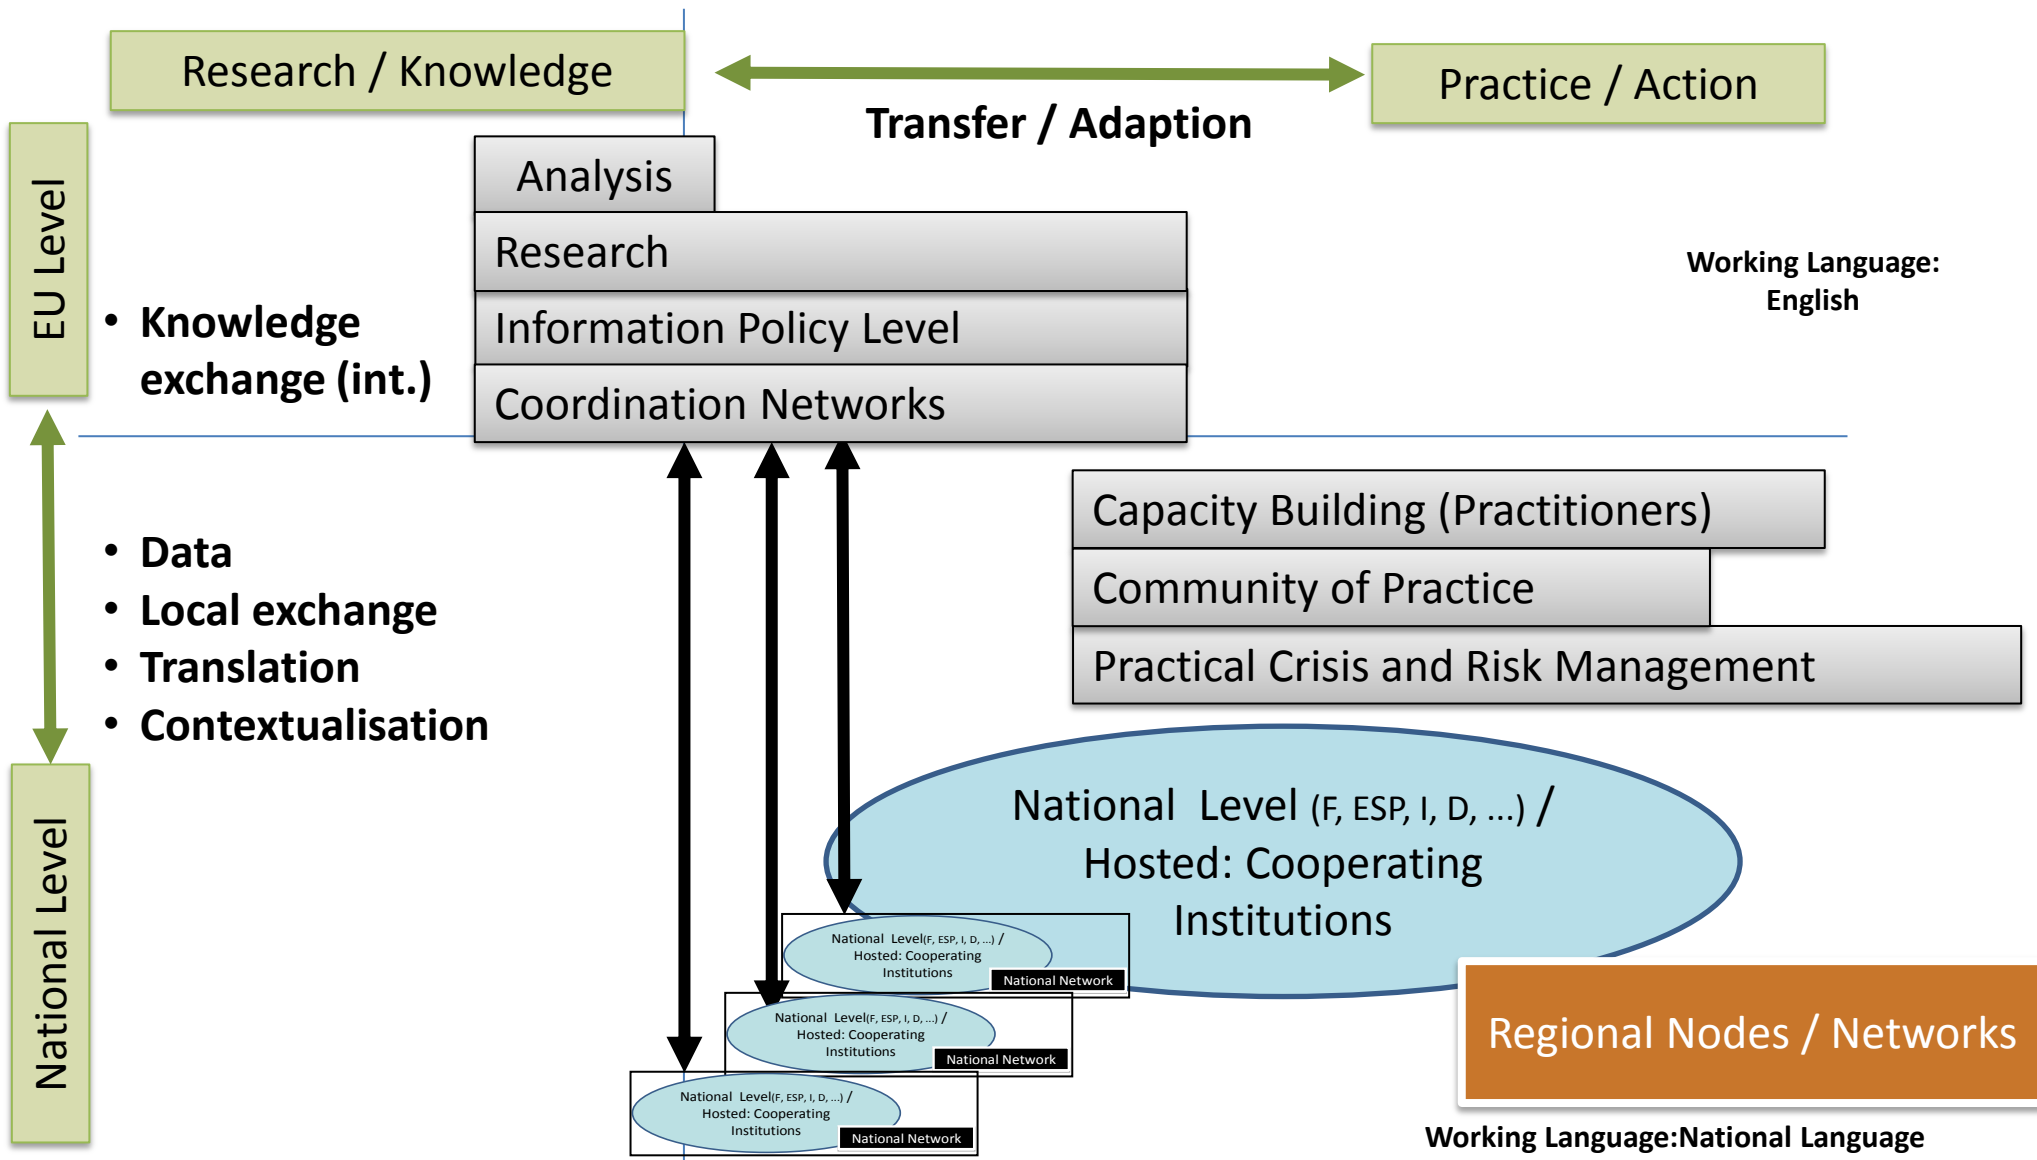 Research / Knowledge
Practice / Action
Transfer / Adaption
EU Level
Analysis
Research
Information Policy Level
Coordination Networks
Working Language:
English
• Knowledge
exchange (int.)
• Data
• Local exchange
• Translation
• Contextualisation
Capacity Building (Practitioners)
Community of Practice
Practical Crisis and Risk Management
National Level
National Level (F, ESP, I, D, ...) /
Hosted: Cooperating
Institutions
National Level(F, ESP, I, D, ...) /
Hosted: Cooperating
Institutions
National Network
National Level(F, ESP, I, D, ...) /
Hosted: Cooperating
Institutions
National Network
National Level(F, ESP, I, D, ...) /
Hosted: Cooperating
Institutions
National Network
Regional Nodes / Networks
Working Language:National Language